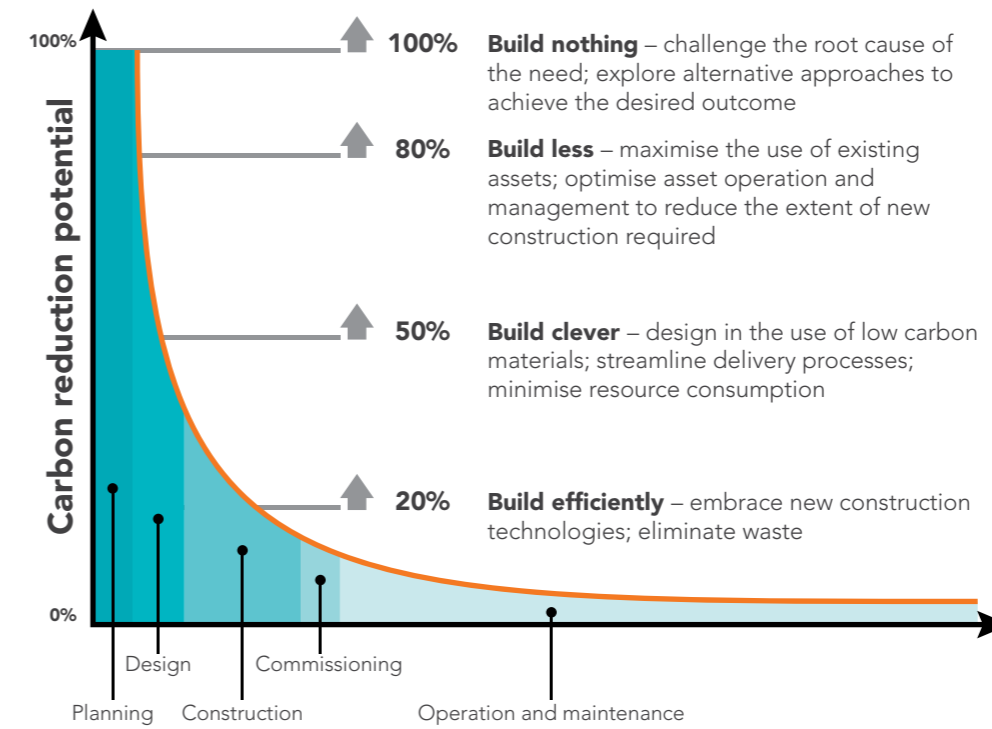 100%
Carbon reduction potential
0%
100%
Build nothing – challenge the root cause of
the need; explore alternative approaches to
achieve the desired outcome
80%
Build less – maximise the use of existing
assets; optimise asset operation and
management to reduce the extent of new
construction required
50%
Build clever – design in the use of low carbon
materials; streamline delivery processes;
minimise resource consumption
20%
Build efficiently – embrace new construction
technologies; eliminate waste
Design
Commissioning
Planning
Construction
Operation and maintenance